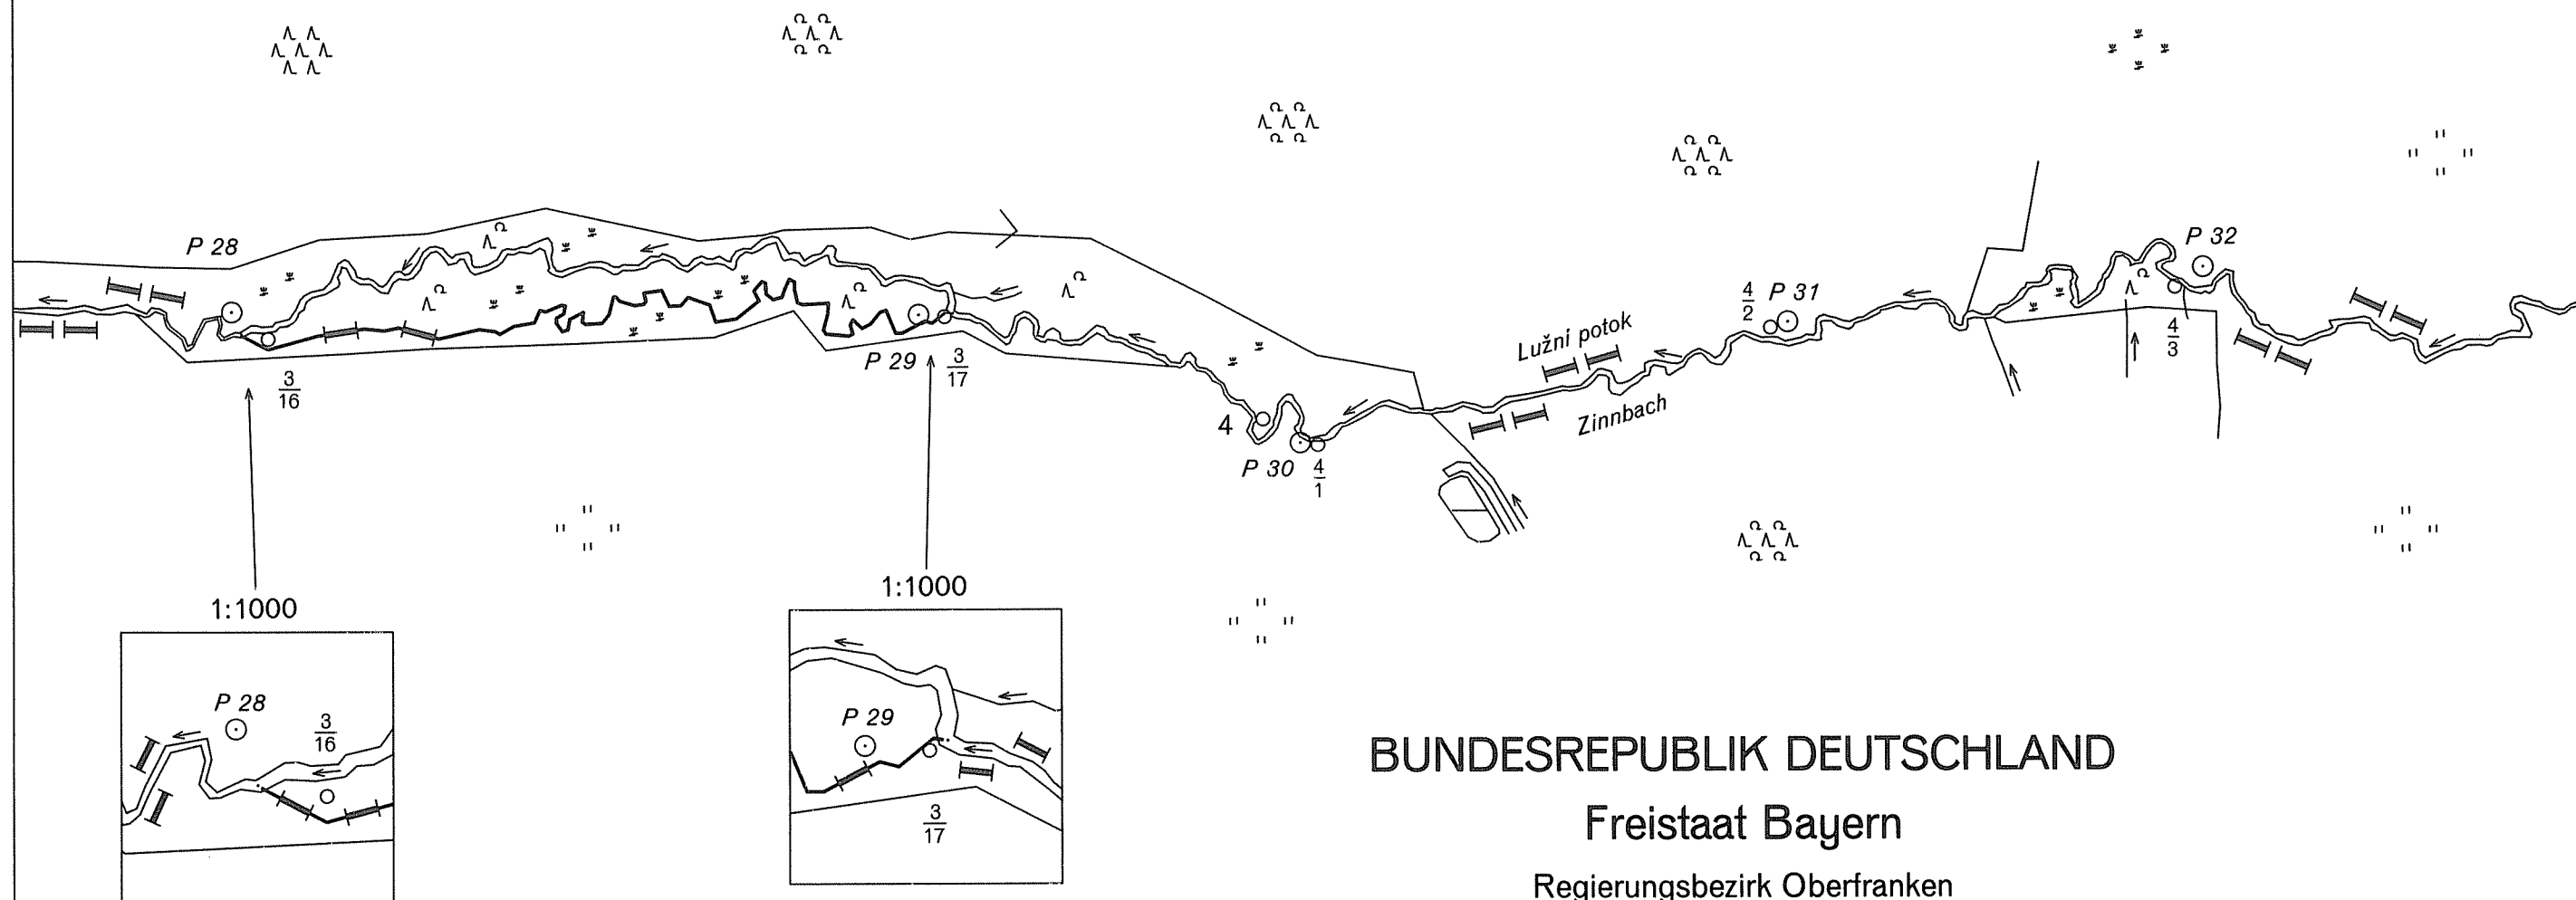 P 28
P 32
4/2 P 31
Lužní potok
4/3
P 29 3/17
3/16
Zinnbach
4
P 30 4/1
1:1000
1:1000
P 28
3/16
P 29
3/17
BUNDESREPUBLIK DEUTSCHLAND
Freistaat Bayern
Regierungsbezirk Oberfranken